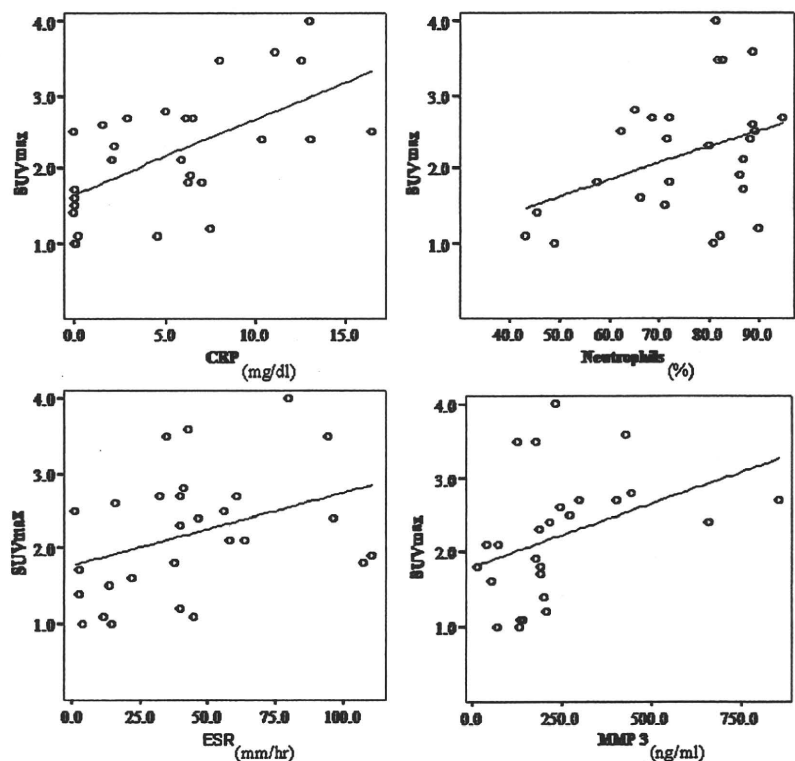 SUVmax
4.0
3.0
2.0
1.0
0.0 5.0 10.0 15.0
CRP (mg/dl)
SUVmax
4.0
3.0
2.0
1.0
40.0 50.0 60.0 70.0 80.0 90.0
Neutrophils (%)
SUVmax
4.0
3.0
2.0
1.0
0.0 25.0 50.0 75.0 100.0
ESR (mm/hr)
SUVmax
4.0
3.0
2.0
1.0
0.0 250.0 500.0 750.0
MMP 3 (ng/ml)